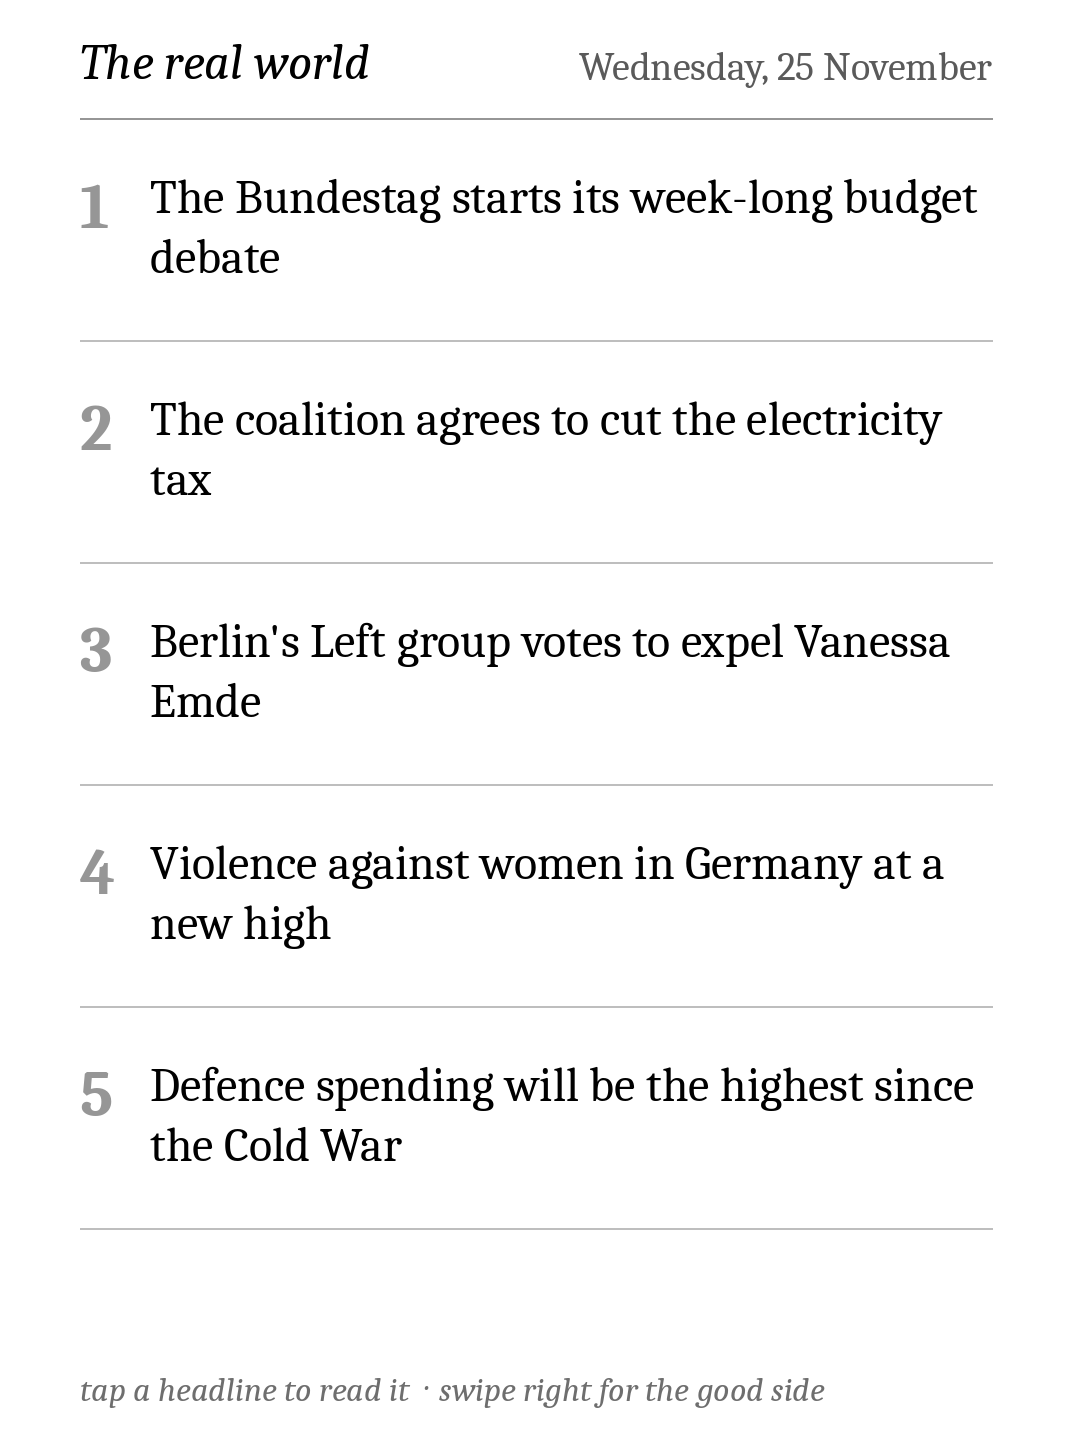 The real world
Wednesday, 25 November
1 The Bundestag starts its week-long budget
debate
2 The coalition agrees to cut the electricity
tax
3 Berlin's Left group votes to expel Vanessa
Emde
4 Violence against women in Germany at a
new high
5 Defence spending will be the highest since
the Cold War
tap a headline to read it · swipe right for the good side